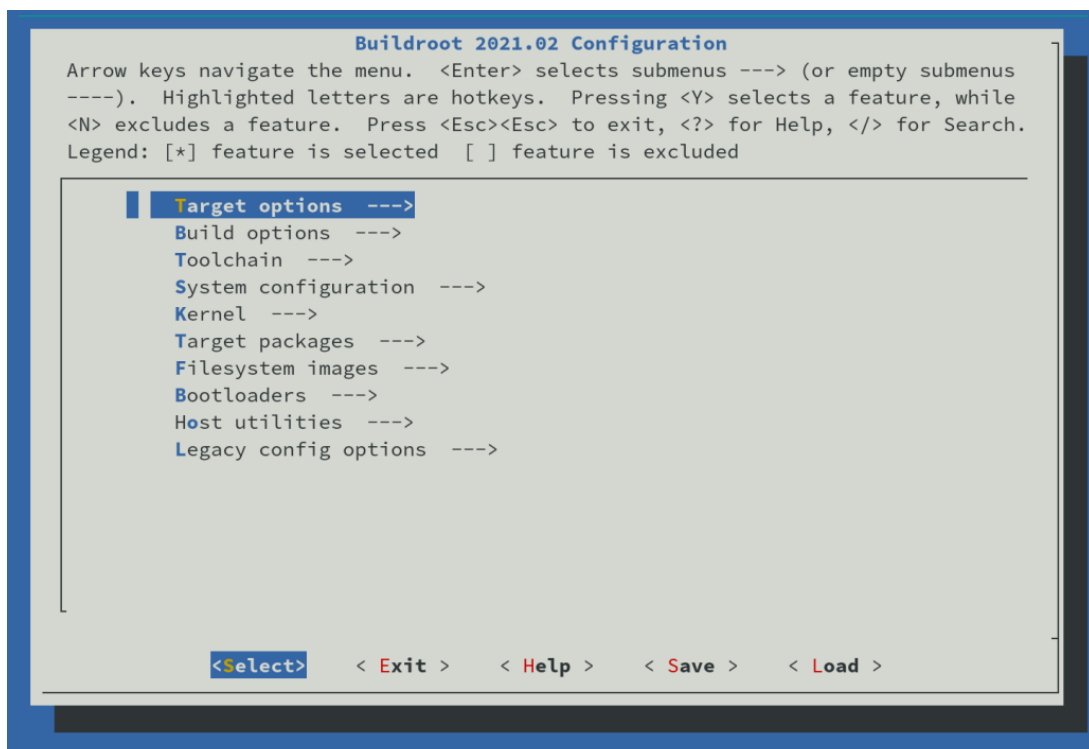 Buildroot 2021.02 Configuration
Arrow keys navigate the menu.  <Enter> selects submenus ---> (or empty submenus
----).  Highlighted letters are hotkeys.  Pressing <Y> selects a feature, while
<N> excludes a feature.  Press <Esc><Esc> to exit, <?> for Help, </> for Search.
Legend: [*] feature is selected  [ ] feature is excluded
Target options  --->
Build options  --->
Toolchain  --->
System configuration  --->
Kernel  --->
Target packages  --->
Filesystem images  --->
Bootloaders  --->
Host utilities  --->
Legacy config options  --->
<Select>    < Exit >    < Help >    < Save >    < Load >